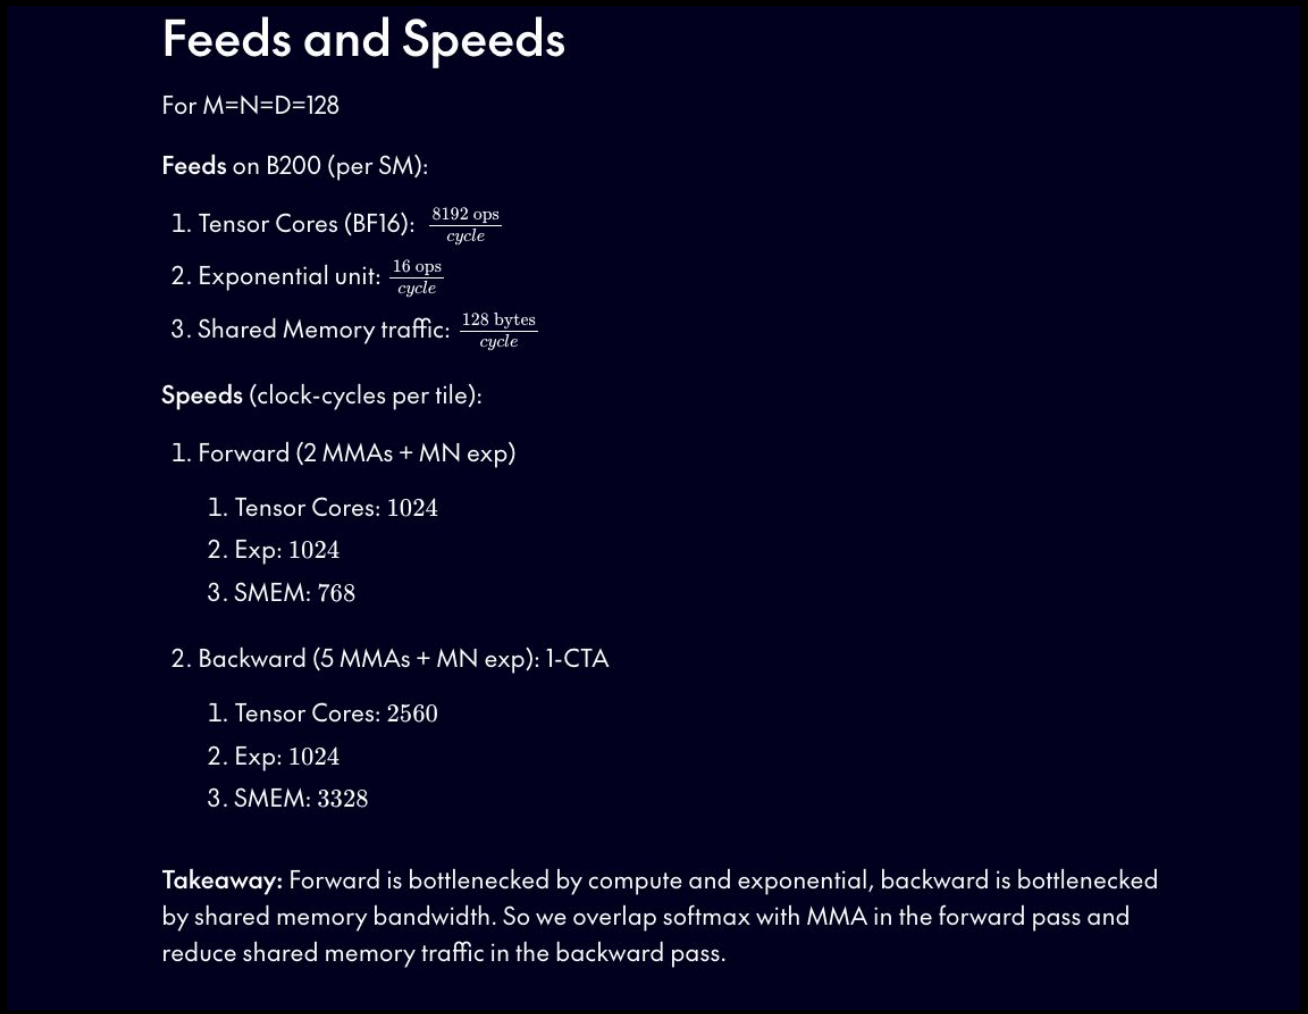 Feeds and Speeds
For M=N=D=128
Feeds on B200 (per SM):
1. Tensor Cores (BF16): 8192 ops / cycle
2. Exponential unit: 16 ops / cycle
3. Shared Memory traffic: 128 bytes / cycle
Speeds (clock-cycles per tile):
1. Forward (2 MMAs + MN exp)
1. Tensor Cores: 1024
2. Exp: 1024
3. SMEM: 768
2. Backward (5 MMAs + MN exp): 1-CTA
1. Tensor Cores: 2560
2. Exp: 1024
3. SMEM: 3328
Takeaway: Forward is bottlenecked by compute and exponential, backward is bottlenecked
by shared memory bandwidth. So we overlap softmax with MMA in the forward pass and
reduce shared memory traffic in the backward pass.